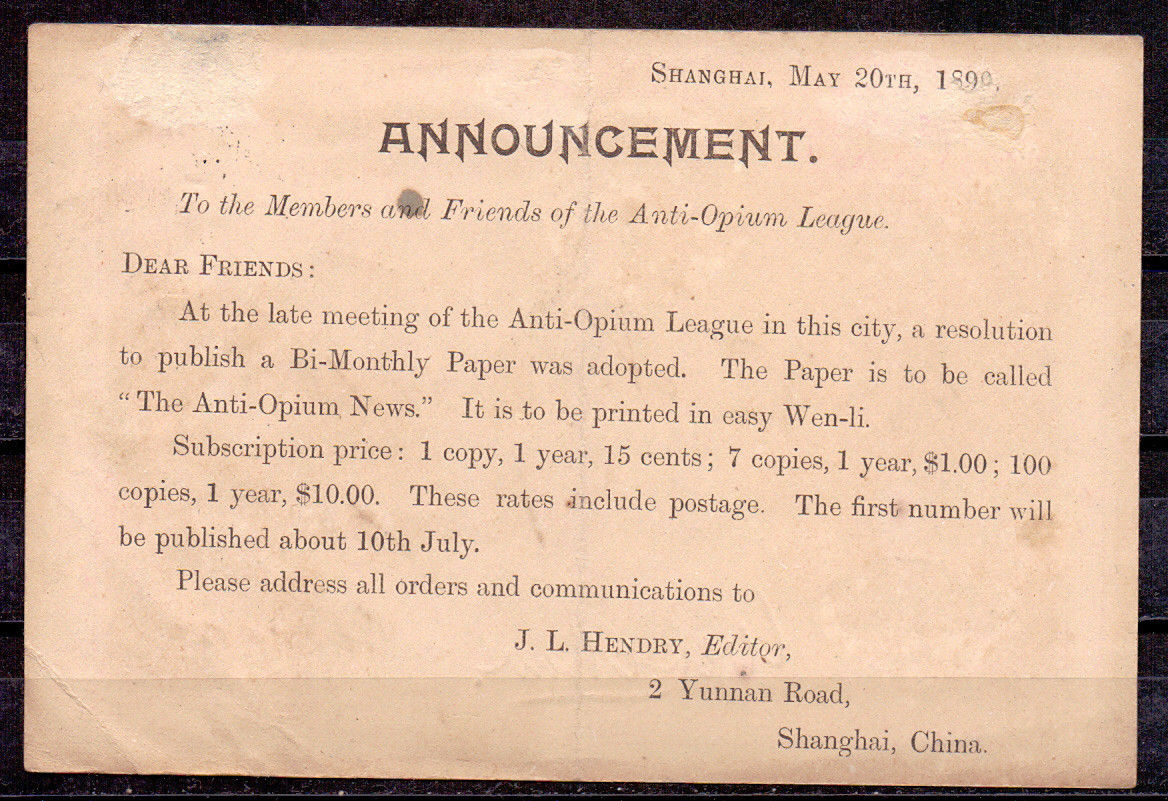 Shanghai, May 20th, 1899.
ANNOUNCEMENT.
To the Members and Friends of the Anti-Opium League.
Dear Friends:
At the late meeting of the Anti-Opium League in this city, a resolution
to publish a Bi-Monthly Paper was adopted. The Paper is to be called
“The Anti-Opium News.” It is to be printed in easy Wen-li.
Subscription price: 1 copy, 1 year, 15 cents; 7 copies, 1 year, $1.00; 100
copies, 1 year, $10.00. These rates include postage. The first number will
be published about 10th July.
Please address all orders and communications to
J. L. Hendry, Editor,
2 Yunnan Road,
Shanghai, China.